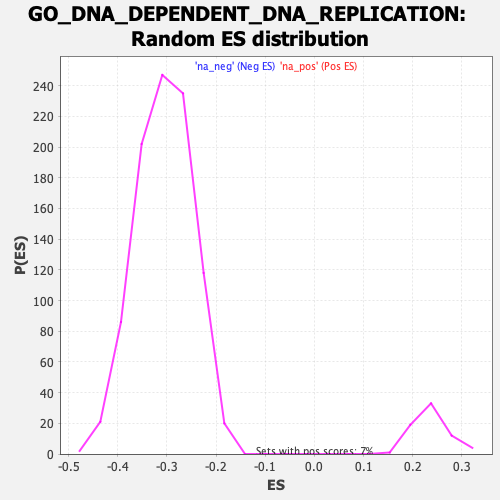 GO_DNA_DEPENDENT_DNA_REPLICATION:
Random ES distribution
'na_neg' (Neg ES) 'na_pos' (Pos ES)
240
220
200
180
160
140
120
100
80
60
40
20
0
P(ES)
Sets with pos scores: 7%
-0.5 -0.4 -0.3 -0.2 -0.1 0.0 0.1 0.2 0.3
ES